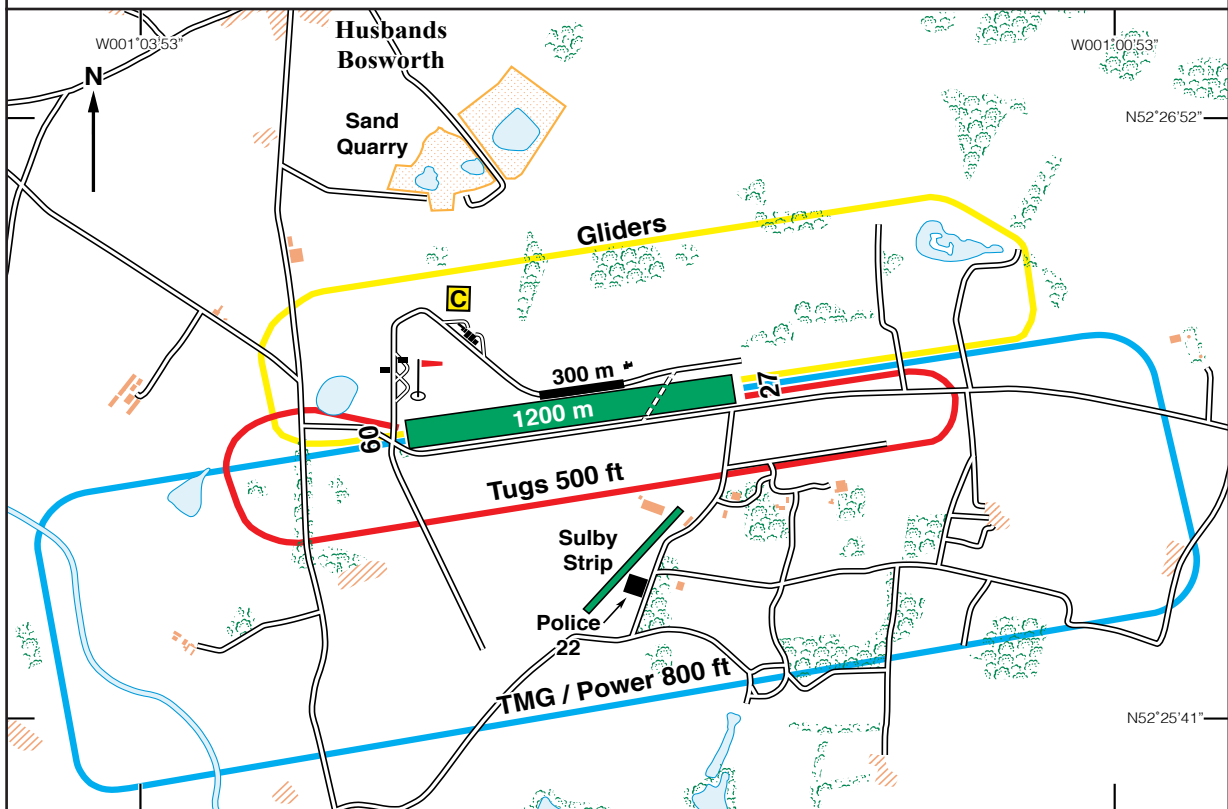 Husbands
Bosworth
W001°03'53"
W001°00'53"
N
Sand
Quarry
N52°26'52"
Gliders
C
300 m
1200 m
27
09
Tugs 500 ft
Sulby
Strip
Police
22
TMG / Power 800 ft
N52°25'41"